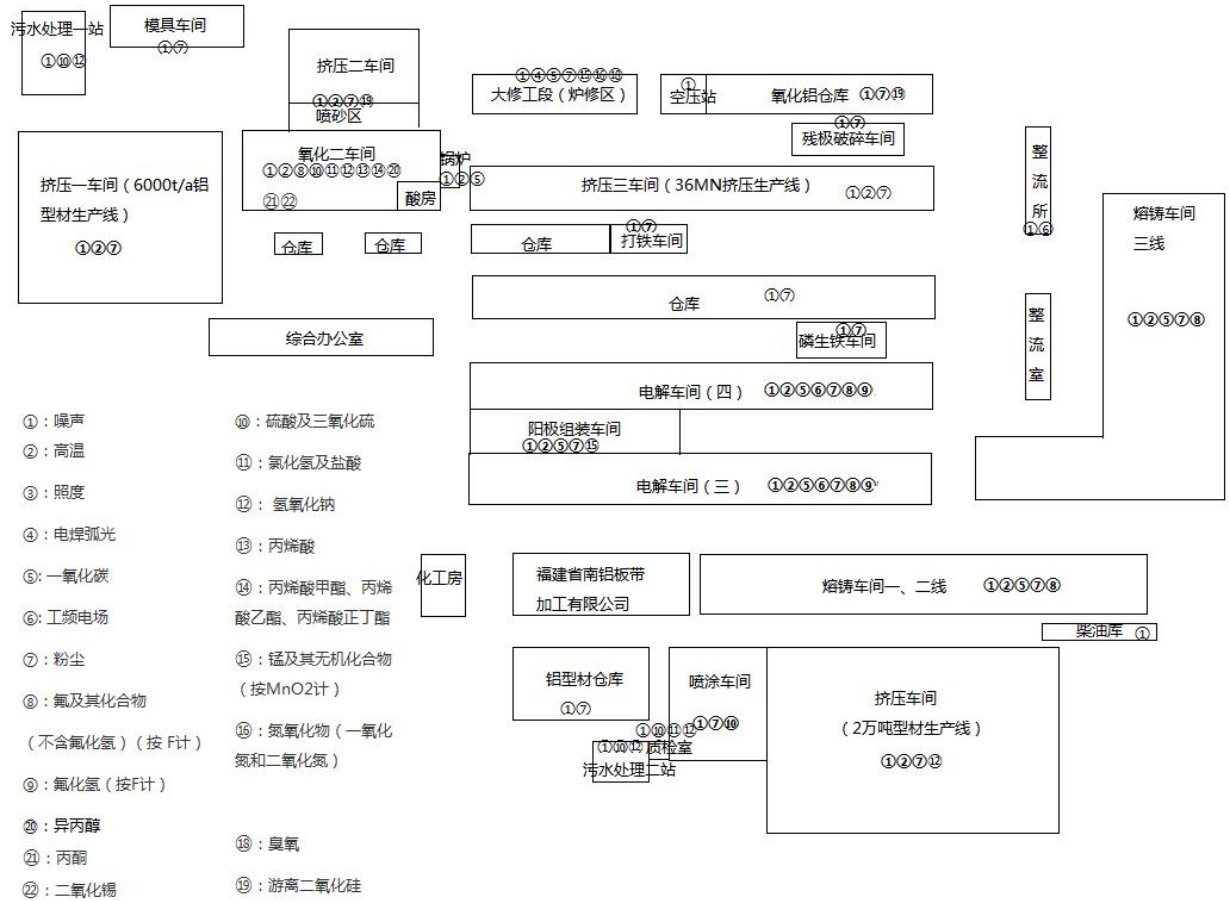 污水处理一站
①⑩⑫
模具车间
①⑦
挤压二车间
①②⑦⑲
喷砂区
①④⑤⑦⑮⑯⑱
大修工段（炉修区）
①
空压站
氧化铝仓库 ①⑦⑲
①⑦
残极破碎车间
挤压一车间（6000t/a铝
型材生产线）
①②⑦
氧化二车间
①②⑧⑩⑪⑫⑬⑭⑳
㉑㉒
酸房
锅炉
①②⑤
挤压三车间（36MN挤压生产线） ①②⑦
整
流
所
①⑥
熔铸车间
三线
①②⑤⑦⑧
仓库
仓库
仓库
①⑦
打铁车间
仓库 ①⑦
①⑦
磷生铁车间
整
流
室
综合办公室
电解车间（四） ①②⑤⑥⑦⑧⑨
阳极组装车间
①②⑤⑦⑮
电解车间（三） ①②⑤⑥⑦⑧⑨
化工房
福建省南铝板带
加工有限公司
熔铸车间一、二线 ①②⑤⑦⑧
柴油库 ①
铝型材仓库
①⑦
喷涂车间
①⑦⑩
①⑩⑪⑫
质检室
①⑩⑫
污水处理二站
挤压车间
（2万吨型材生产线）
①②⑦⑫
①：噪声
②：高温
③：照度
④：电焊弧光
⑤: 一氧化碳
⑥: 工频电场
⑦：粉尘
⑧：氟及其化合物
（不含氟化氢）（按 F计）
⑨：氟化氢（按F计）
⑳：异丙醇
㉑：丙酮
㉒：二氧化锡
⑩：硫酸及三氧化硫
⑪：氯化氢及盐酸
⑫： 氢氧化钠
⑬：丙烯酸
⑭：丙烯酸甲酯、丙烯
酸乙酯、丙烯酸正丁酯
⑮：锰及其无机化合物
（按MnO2计）
⑯：氮氧化物（一氧化
氮和二氧化氮）
⑱：臭氧
⑲：游离二氧化硅